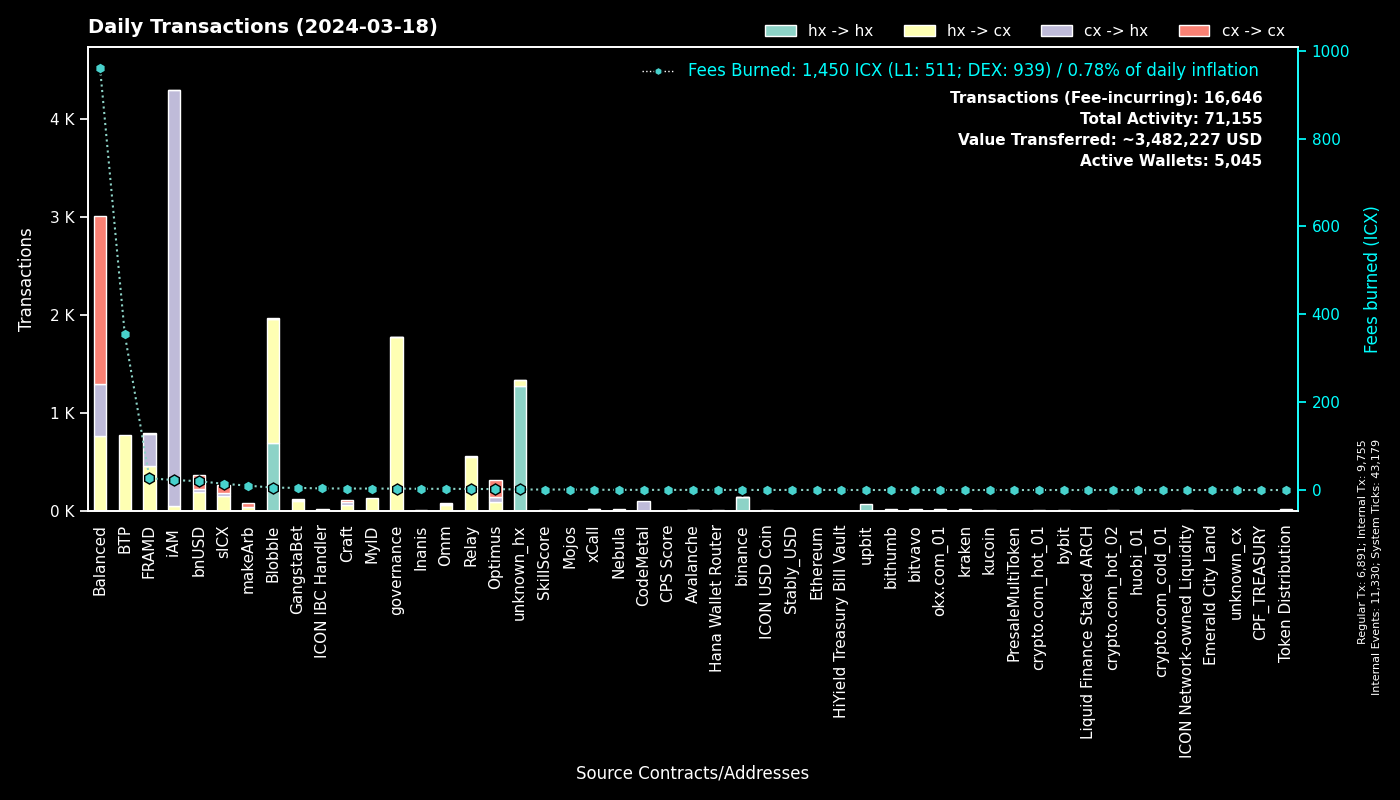 Daily Transactions (2024-03-18)
hx -> hx
hx -> cx
cx -> hx
cx -> cx
Fees Burned: 1,450 ICX (L1: 511; DEX: 939) / 0.78% of daily inflation
Transactions (Fee-incurring): 16,646
Total Activity: 71,155
Value Transferred: ~3,482,227 USD
Active Wallets: 5,045
Transactions
4 K
3 K
2 K
1 K
0 K
1000
800
600
400
200
0
Fees burned (ICX)
Regular Tx: 6,891; Internal Tx: 9,755
Internal Events: 11,330; System Ticks: 43,179
Balanced
BTP
FRAMD
iAM
bnUSD
sICX
makeArb
Blobble
GangstaBet
ICON IBC Handler
Craft
MyID
governance
Inanis
Omm
Relay
Optimus
unknown_hx
SkillScore
Mojos
xCall
Nebula
CodeMetal
CPS Score
Avalanche
Hana Wallet Router
binance
ICON USD Coin
Stably_USD
Ethereum
HiYield Treasury Bill Vault
upbit
bithumb
bitvavo
okx.com_01
kraken
kucoin
PresaleMultiToken
crypto.com_hot_01
bybit
Liquid Finance Staked ARCH
crypto.com_hot_02
huobi_01
crypto.com_cold_01
ICON Network-owned Liquidity
Emerald City Land
unknown_cx
CPF_TREASURY
Token Distribution
Source Contracts/Addresses